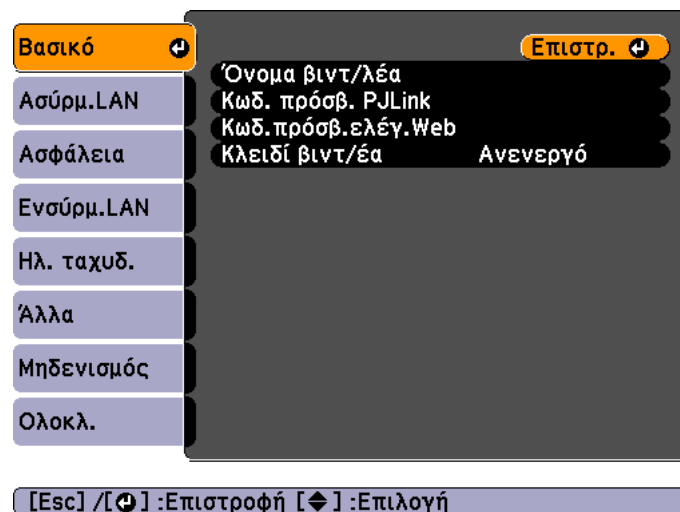 Βασικό
Επιστρ.
Όνομα βιντ/λέα
Κωδ. πρόσβ. PJLink
Κωδ.πρόσβ.ελέγ.Web
Κλειδί βιντ/έα Ανενεργό
Ασύρμ.LAN
Ασφάλεια
Ενσύρμ.LAN
Ηλ. ταχυδ.
Άλλα
Μηδενισμός
Ολοκλ.
[Esc] /[⏎] :Επιστροφή [◆] :Επιλογή